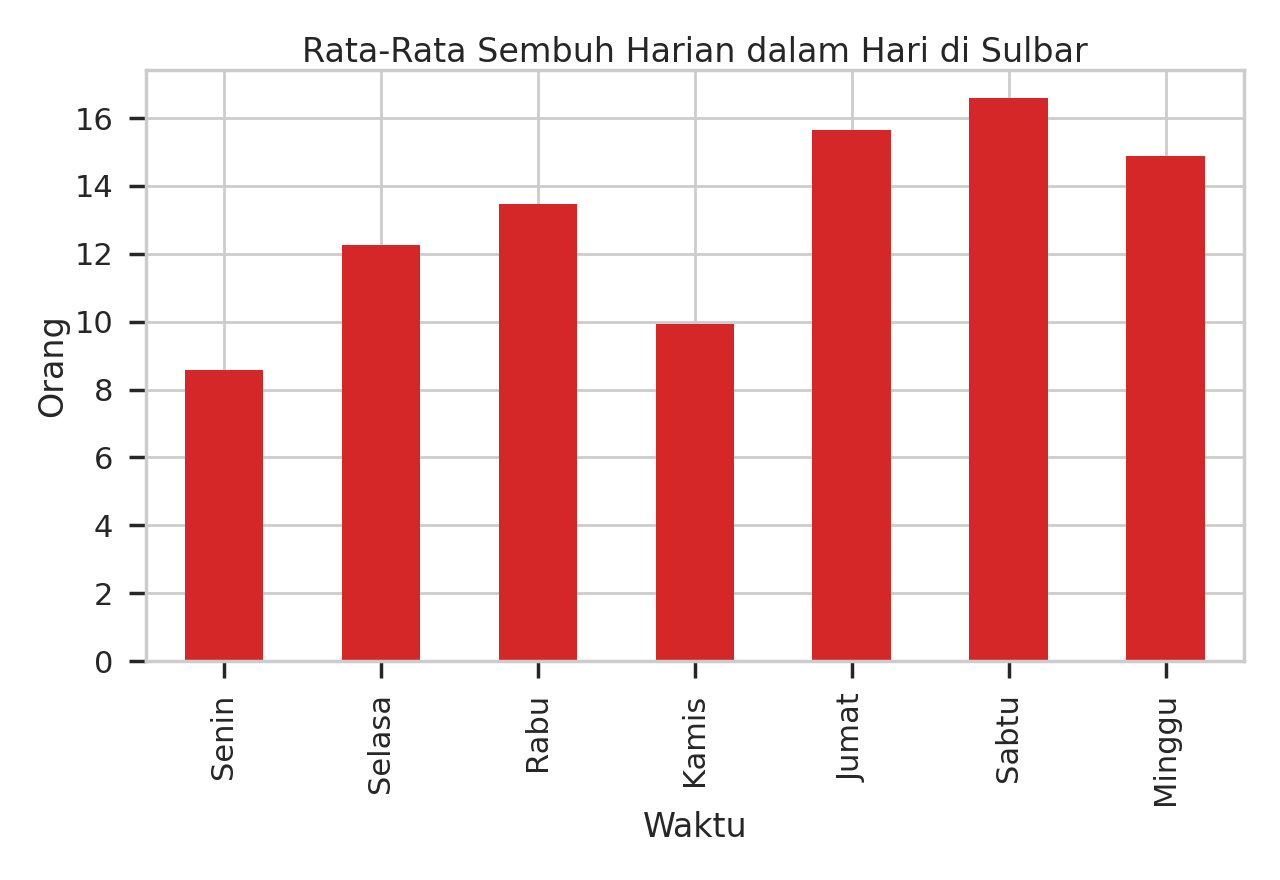 Rata-Rata Sembuh Harian dalam Hari di Sulbar
Orang
16
14
12
10
8
6
4
2
0
Senin
Selasa
Rabu
Kamis
Jumat
Sabtu
Minggu
Waktu